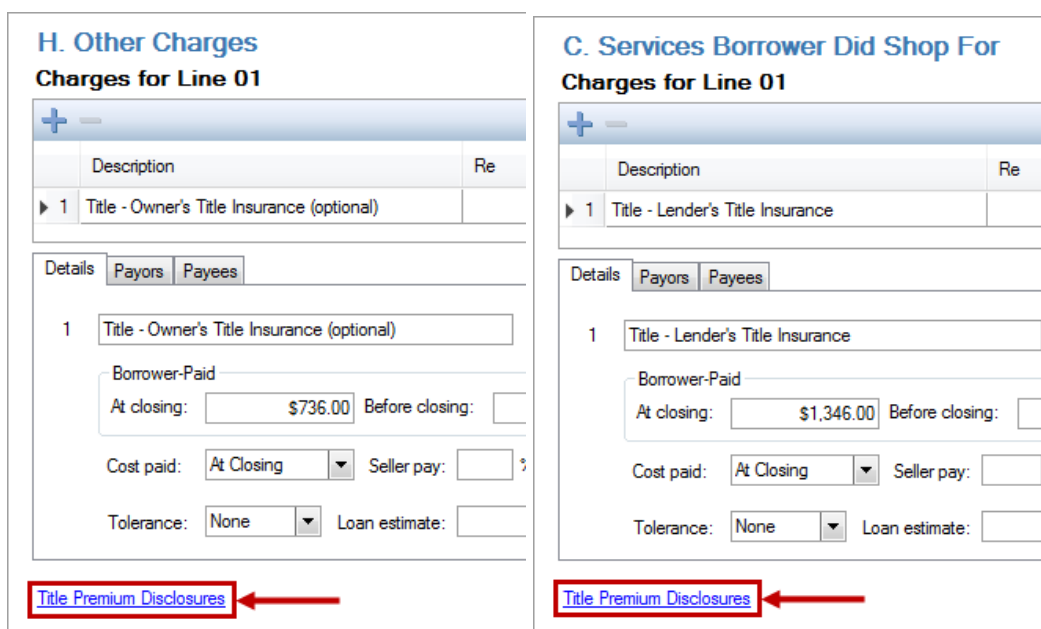 H. Other Charges
Charges for Line 01
Description Re
1 Title - Owner's Title Insurance (optional)
Details Payors Payees
1 Title - Owner's Title Insurance (optional)
Borrower-Paid
At closing: $736.00 Before closing:
Cost paid: At Closing Seller pay: %
Tolerance: None Loan estimate:
Title Premium Disclosures
C. Services Borrower Did Shop For
Charges for Line 01
Description Re
1 Title - Lender's Title Insurance
Details Payors Payees
1 Title - Lender's Title Insurance
Borrower-Paid
At closing: $1,346.00 Before closing:
Cost paid: At Closing Seller pay:
Tolerance: None Loan estimate:
Title Premium Disclosures